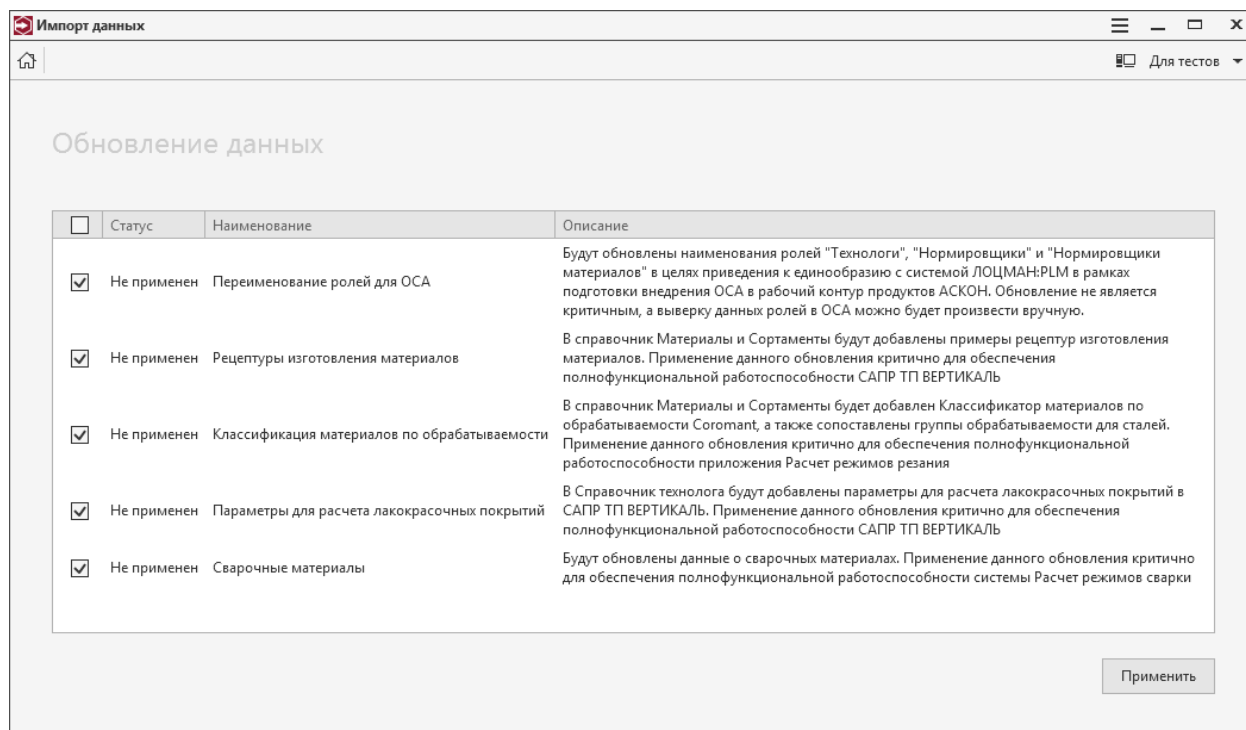 Импорт данных
Для тестов
Обновление данных
Статус Наименование Описание
Не применен Переименование ролей для ОСА
Будут обновлены наименования ролей "Технологи", "Нормировщики" и "Нормировщики
материалов" в целях приведения к единообразию с системой ЛОЦМАН:PLM в рамках
подготовки внедрения ОСА в рабочий контур продуктов АСКОН. Обновление не является
критичным, а выверку данных ролей в ОСА можно будет произвести вручную.
Не применен Рецептуры изготовления материалов
В справочник Материалы и Сортаменты будут добавлены примеры рецептур изготовления
материалов. Применение данного обновления критично для обеспечения
полнофункциональной работоспособности САПР ТП ВЕРТИКАЛЬ
Не применен Классификация материалов по обрабатываемости
В справочник Материалы и Сортаменты будет добавлен Классификатор материалов по
обрабатываемости Coromant, а также сопоставлены группы обрабатываемости для сталей.
Применение данного обновления критично для обеспечения полнофункциональной
работоспособности приложения Расчет режимов резания
Не применен Параметры для расчета лакокрасочных покрытий
В Справочник технолога будут добавлены параметры для расчета лакокрасочных покрытий в
САПР ТП ВЕРТИКАЛЬ. Применение данного обновления критично для обеспечения
полнофункциональной работоспособности САПР ТП ВЕРТИКАЛЬ
Не применен Сварочные материалы
Будут обновлены данные о сварочных материалах. Применение данного обновления критично
для обеспечения полнофункциональной работоспособности системы Расчет режимов сварки
Применить